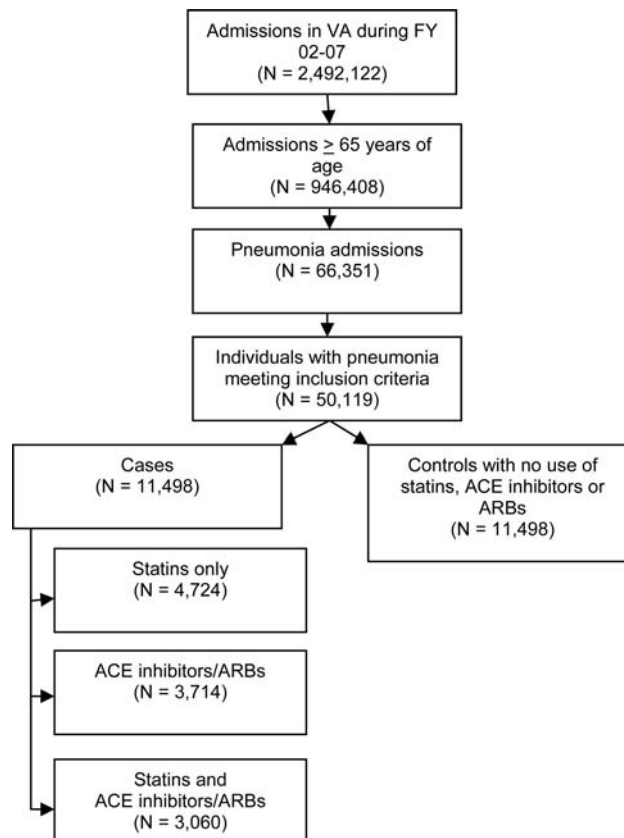 Admissions in VA during FY
02-07
(N = 2,492,122)
Admissions ≥ 65 years of
age
(N = 946,408)
Pneumonia admissions
(N = 66,351)
Individuals with pneumonia
meeting inclusion criteria
(N = 50,119)
Cases
(N = 11,498)
Controls with no use of
statins, ACE inhibitors or
ARBs
(N = 11,498)
Statins only
(N = 4,724)
ACE inhibitors/ARBs
(N = 3,714)
Statins and
ACE inhibitors/ARBs
(N = 3,060)